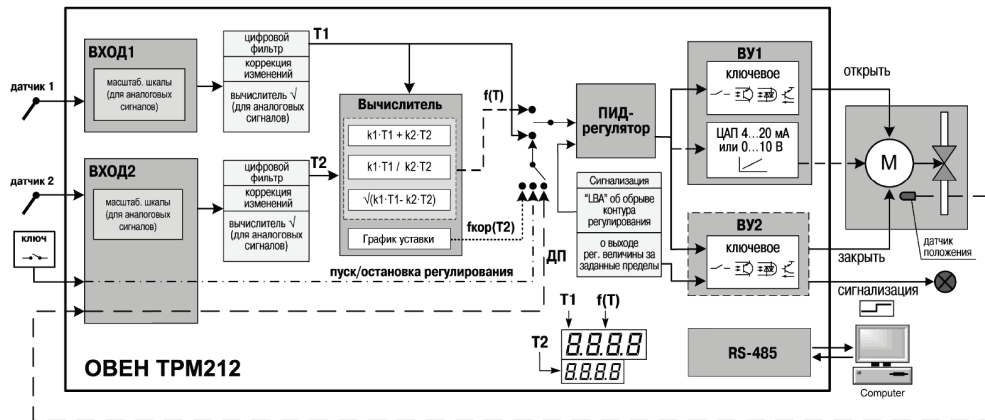 ВХОД1
масштаб. шкалы
(для аналоговых
сигналов)
датчик 1
цифровой
фильтр
коррекция
изменений
вычислитель √
(для аналоговых
сигналов)
T1
ВХОД2
масштаб. шкалы
(для аналоговых
сигналов)
датчик 2
ключ
цифровой
фильтр
коррекция
изменений
вычислитель √
(для аналоговых
сигналов)
T2
Вычислитель
k1·T1 + k2·T2
k1·T1 / k2·T2
√(k1·T1- k2·T2)
График уставки
f(T)
fкор(T2)
ДП
пуск/остановка регулирования
ПИД-
регулятор
Сигнализация
"LBA" об обрыве
контура
регулирования
о выходе
рег. величины за
заданные пределы
ВУ1
ключевое
ЦАП 4...20 мА
или 0...10 В
ВУ2
ключевое
открыть
M
закрыть
датчик
положения
сигнализация
T1
f(T)
T2
8.8.8.8
8.8.8.8
RS-485
Computer
ОВЕН ТРМ212